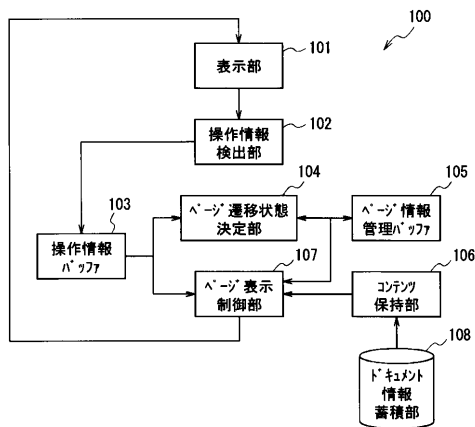 100
101
表示部
102
操作情報
検出部
104
ページ遷移状態
決定部
105
ページ情報
管理バッファ
103
操作情報
バッファ
107
ページ表示
制御部
106
コンテンツ
保持部
108
ドキュメント
情報
蓄積部